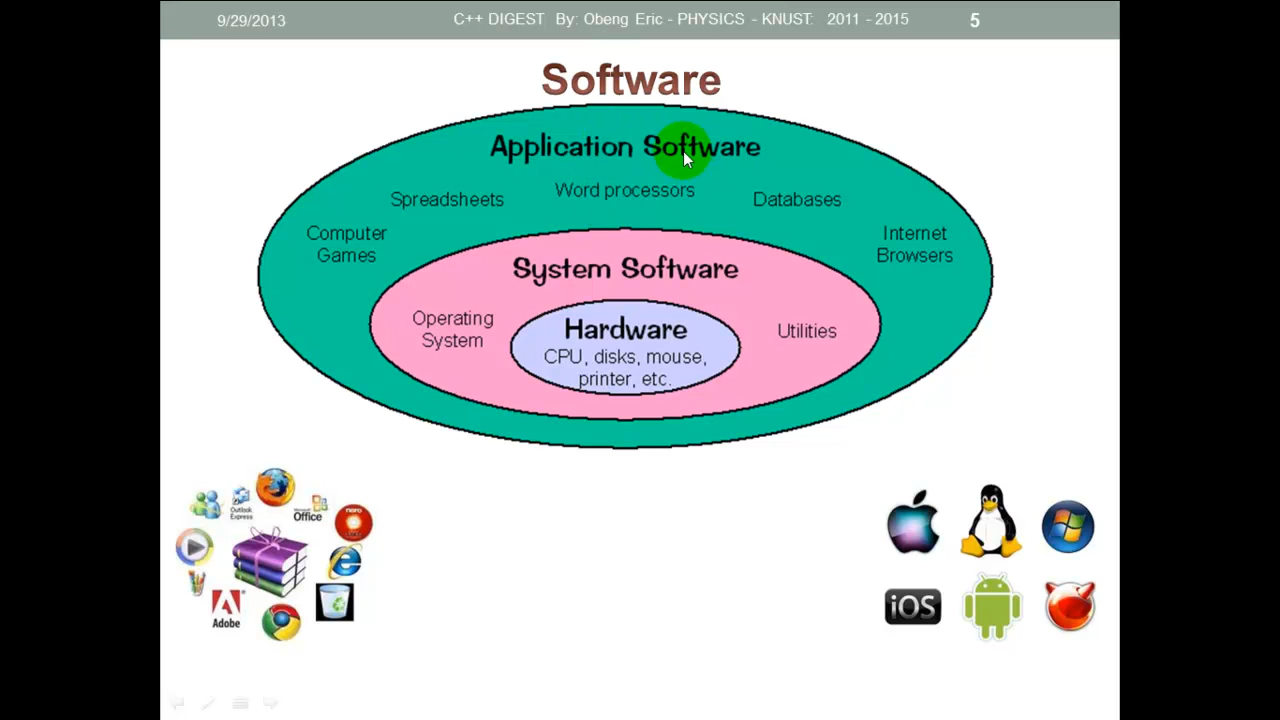 9/29/2013
C++ DIGEST By: Obeng Eric - PHYSICS - KNUST: 2011 - 2015
5
Software
Application Software
Spreadsheets
Word processors
Databases
Computer
Games
Internet
Browsers
System Software
Operating
System
Utilities
Hardware
CPU, disks, mouse,
printer, etc.
Outlook
Express
Office
nero
Adobe
iOS